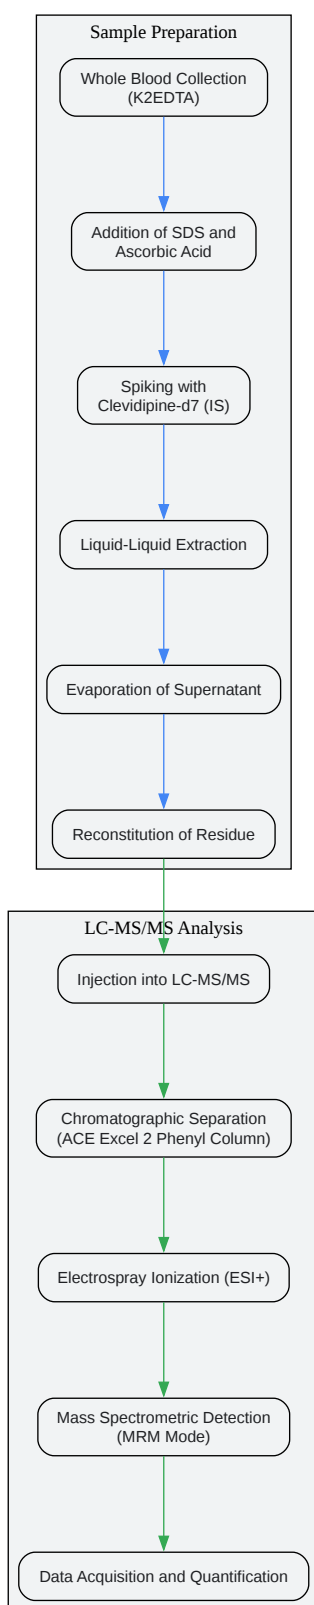 Sample Preparation
Whole Blood Collection
(K2EDTA)
Addition of SDS and
Ascorbic Acid
Spiking with
Clevidipine-d7 (IS)
Liquid-Liquid Extraction
Evaporation of Supernatant
Reconstitution of Residue
LC-MS/MS Analysis
Injection into LC-MS/MS
Chromatographic Separation
(ACE Excel 2 Phenyl Column)
Electrospray Ionization (ESI+)
Mass Spectrometric Detection
(MRM Mode)
Data Acquisition and Quantification